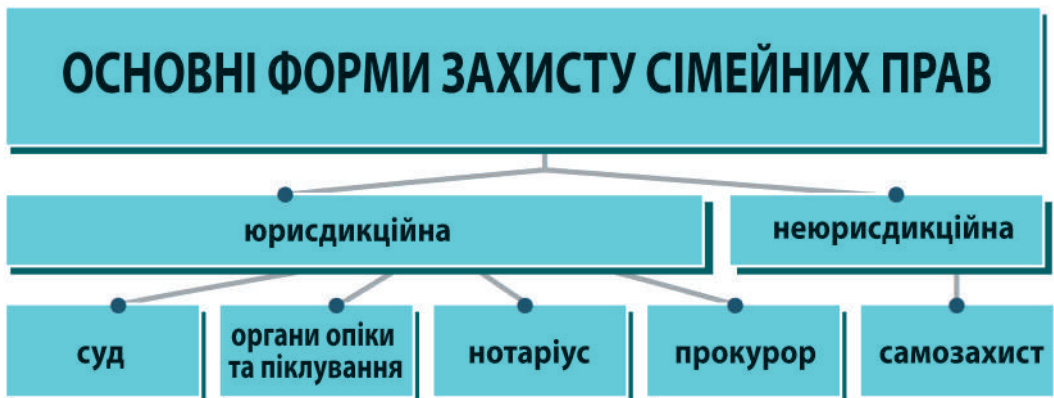 ОСНОВНІ ФОРМИ ЗАХИСТУ СІМЕЙНИХ ПРАВ
юрисдикційна
неюрисдикційна
суд
органи опіки
та піклування
нотаріус
прокурор
самозахист